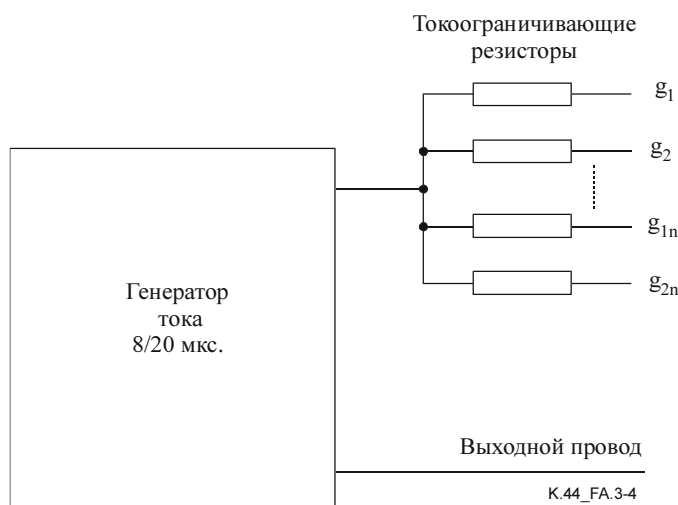 Токоограничивающие
резисторы
g1
g2
g1n
g2n
Генератор
тока
8/20 мкс.
Выходной провод
K.44_FA.3-4